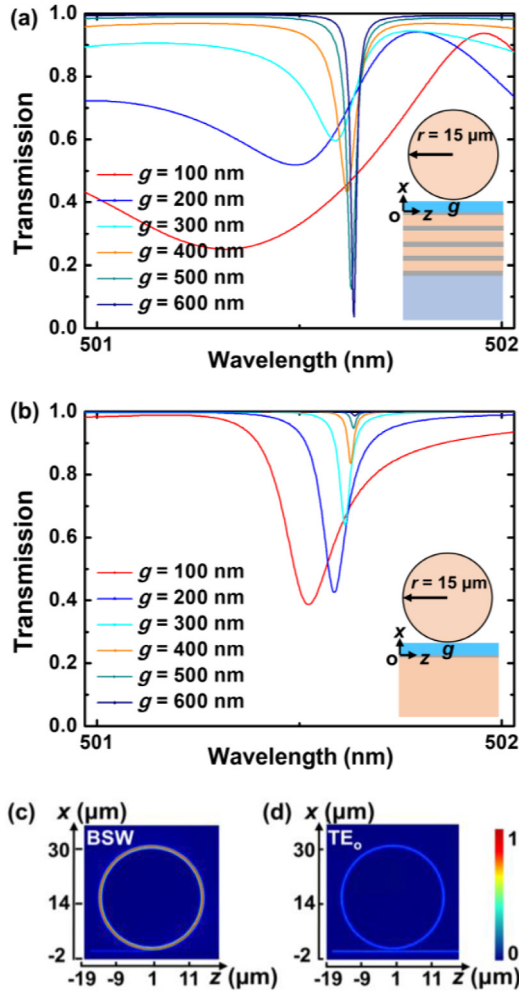 (a)
1.0
0.8
0.6
0.4
0.2
0.0
Transmission
g = 100 nm
g = 200 nm
g = 300 nm
g = 400 nm
g = 500 nm
g = 600 nm
r = 15 μm
x
g
o
z
501
502
Wavelength (nm)
(b)
1.0
0.8
0.6
0.4
0.2
0.0
Transmission
g = 100 nm
g = 200 nm
g = 300 nm
g = 400 nm
g = 500 nm
g = 600 nm
r = 15 μm
x
g
o
z
501
502
Wavelength (nm)
(c)
x (μm)
BSW
30
14
-2
-19 -9 1 11 z (μm)
(d)
x (μm)
TEo
30
14
-2
-19 -9 1 11 z (μm)
1
0